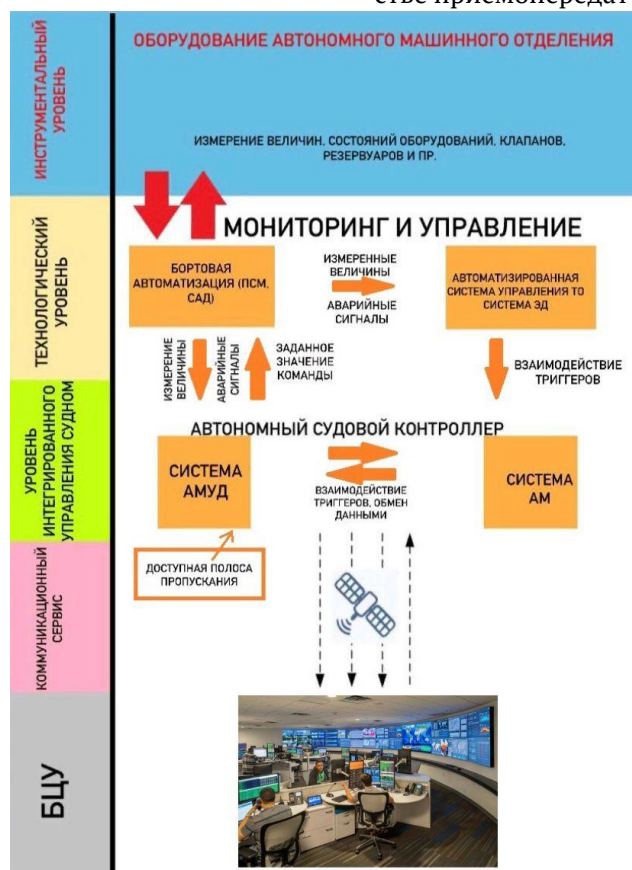 ИНСТРУМЕНТАЛЬНЫЙ
УРОВЕНЬ
ОБОРУДОВАНИЕ АВТОНОМНОГО МАШИННОГО ОТДЕЛЕНИЯ
ИЗМЕРЕНИЕ ВЕЛИЧИН, СОСТОЯНИЙ ОБОРУДОВАНИЙ, КЛАПАНОВ,
РЕЗЕРВУАРОВ И ПР.
ТЕХНОЛОГИЧЕСКИЙ
УРОВЕНЬ
МОНИТОРИНГ И УПРАВЛЕНИЕ
БОРТОВАЯ
АВТОМАТИЗАЦИЯ (ПСМ,
САД)
ИЗМЕРЕННЫЕ
ВЕЛИЧИНЫ
АВАРИЙНЫЕ
СИГНАЛЫ
АВТОМАТИЗИРОВАННАЯ
СИСТЕМА УПРАВЛЕНИЯ ТО
СИСТЕМА ЭД
ИЗМЕРЕНИЕ
ВЕЛИЧИНЫ
АВАРИЙНЫЕ
СИГНАЛЫ
ЗАДАННОЕ
ЗНАЧЕНИЕ
КОМАНДЫ
ВЗАИМОДЕЙСТВИЕ
ТРИГГЕРОВ
УРОВЕНЬ
ИНТЕГРИРОВАННОГО
УПРАВЛЕНИЯ СУДНОМ
АВТОНОМНЫЙ СУДОВОЙ КОНТРОЛЛЕР
СИСТЕМА
АМУД
ВЗАИМОДЕЙСТВИЕ
ТРИГГЕРОВ, ОБМЕН
ДАННЫМИ
СИСТЕМА
АМ
КОММУНИКАЦИОННЫЙ
СЕРВИС
ДОСТУПНАЯ ПОЛОСА
ПРОПУСКАНИЯ
БЦУ